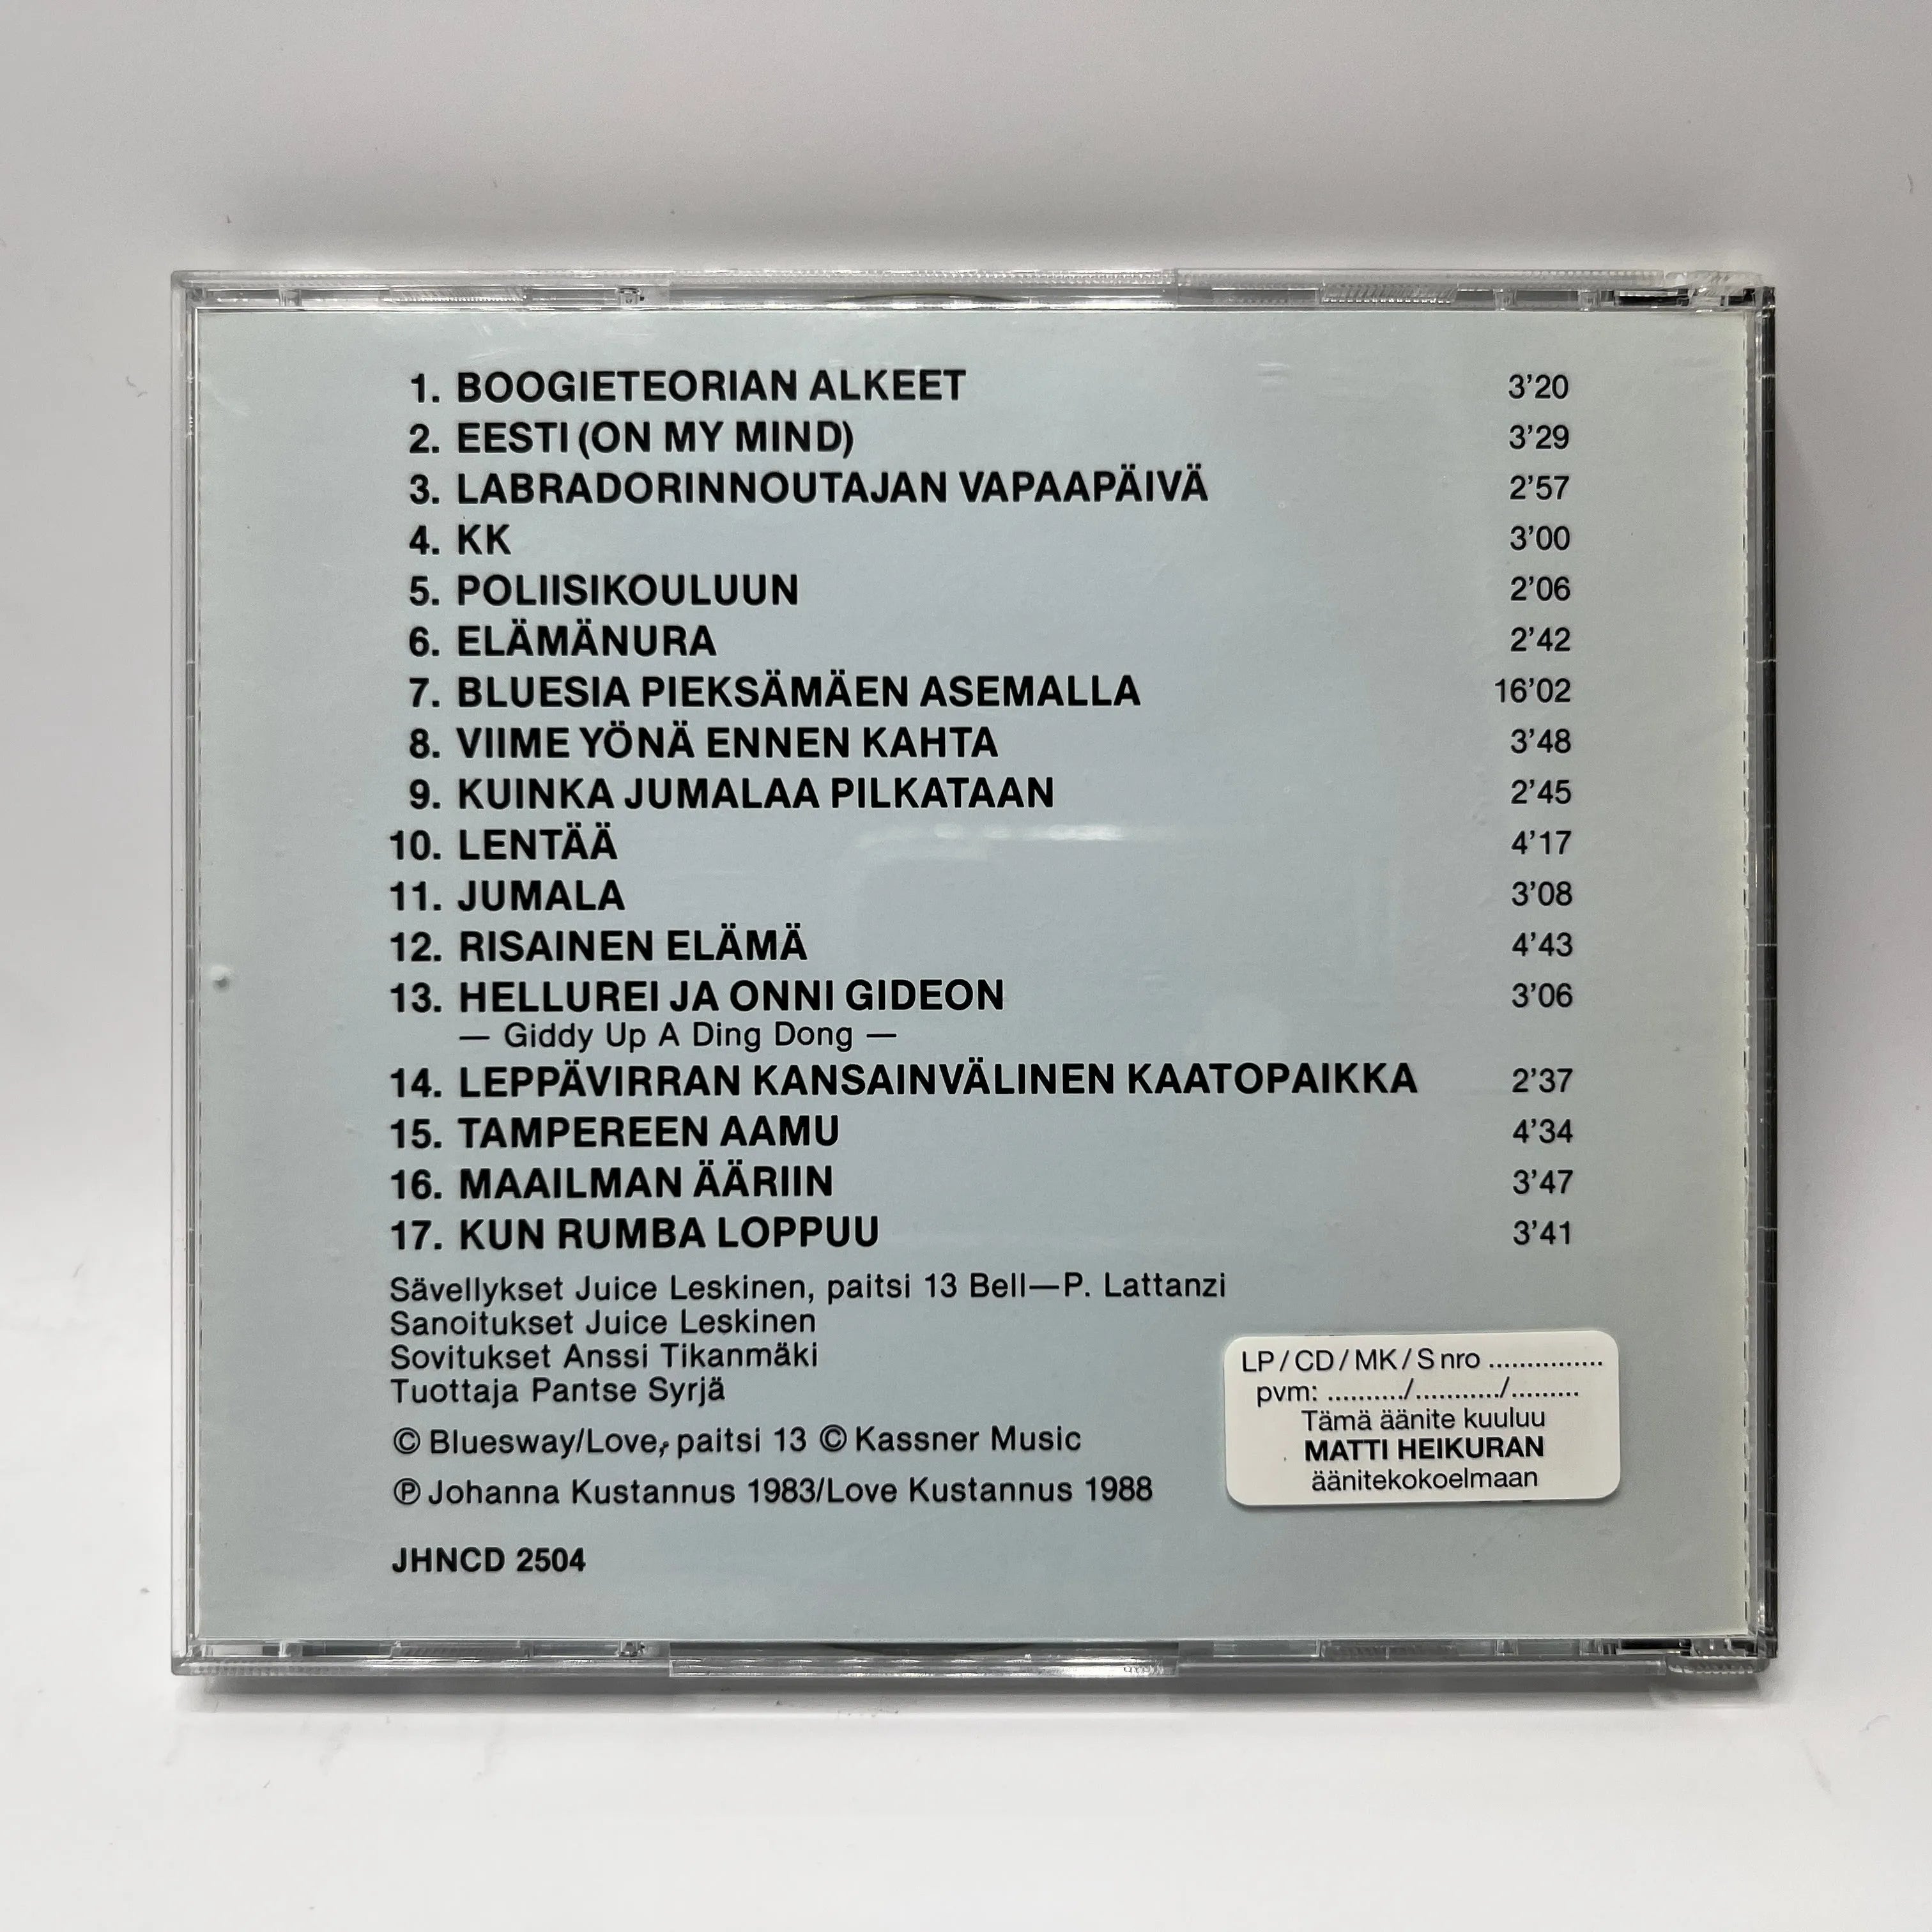 1. BOOGIETEORIAN ALKEET 3'20
2. EESTI (ON MY MIND) 3'29
3. LABRADORINNOUTAJAN VAPAAPÄIVÄ 2'57
4. KK 3'00
5. POLIISIKOULUUN 2'06
6. ELÄMÄNURA 2'42
7. BLUESIA PIEKSÄMÄEN ASEMALLA 16'02
8. VIIME YÖNÄ ENNEN KAHTA 3'48
9. KUINKA JUMALAA PILKATAAN 2'45
10. LENTÄÄ 4'17
11. JUMALA 3'08
12. RISAINEN ELÄMÄ 4'43
13. HELLUREI JA ONNI GIDEON 3'06
— Giddy Up A Ding Dong —
14. LEPPÄVIRRAN KANSAINVÄLINEN KAATOPAIKKA 2'37
15. TAMPEREEN AAMU 4'34
16. MAAILMAN ÄÄRIIN 3'47
17. KUN RUMBA LOPPUU 3'41
Sävellykset Juice Leskinen, paitsi 13 Bell—P. Lattanzi
Sanoitukset Juice Leskinen
Sovitukset Anssi Tikanmäki
Tuottaja Pantse Syrjä
© Bluesway/Love, paitsi 13 © Kassner Music
℗ Johanna Kustannus 1983/Love Kustannus 1988
JHNCD 2504
LP / CD / MK / S nro ...............
pvm: ........../.........../.........
Tämä äänite kuuluu
MATTI HEIKURAN
äänitekokoelmaan